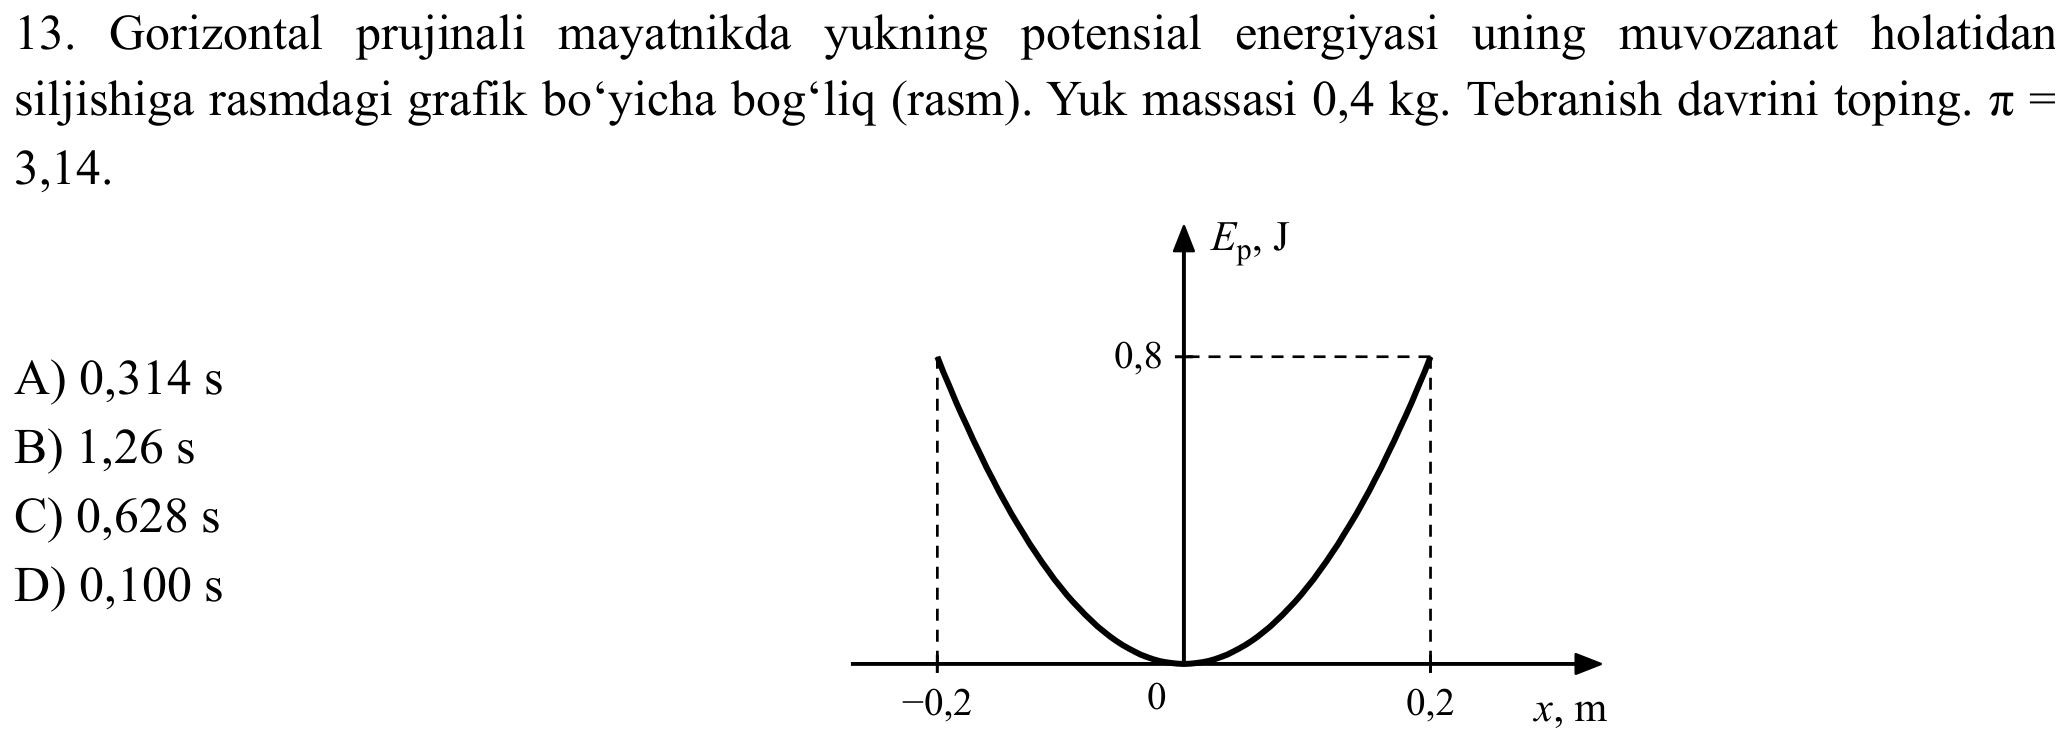 13. Gorizontal prujinali mayatnikda yukning potensial energiyasi uning muvozanat holatidan
siljishiga rasmdagi grafik bo‘yicha bog‘liq (rasm). Yuk massasi 0,4 kg. Tebranish davrini toping. π =
3,14.
Eₚ, J
0,8
A) 0,314 s
B) 1,26 s
C) 0,628 s
D) 0,100 s
−0,2
0
0,2
x, m